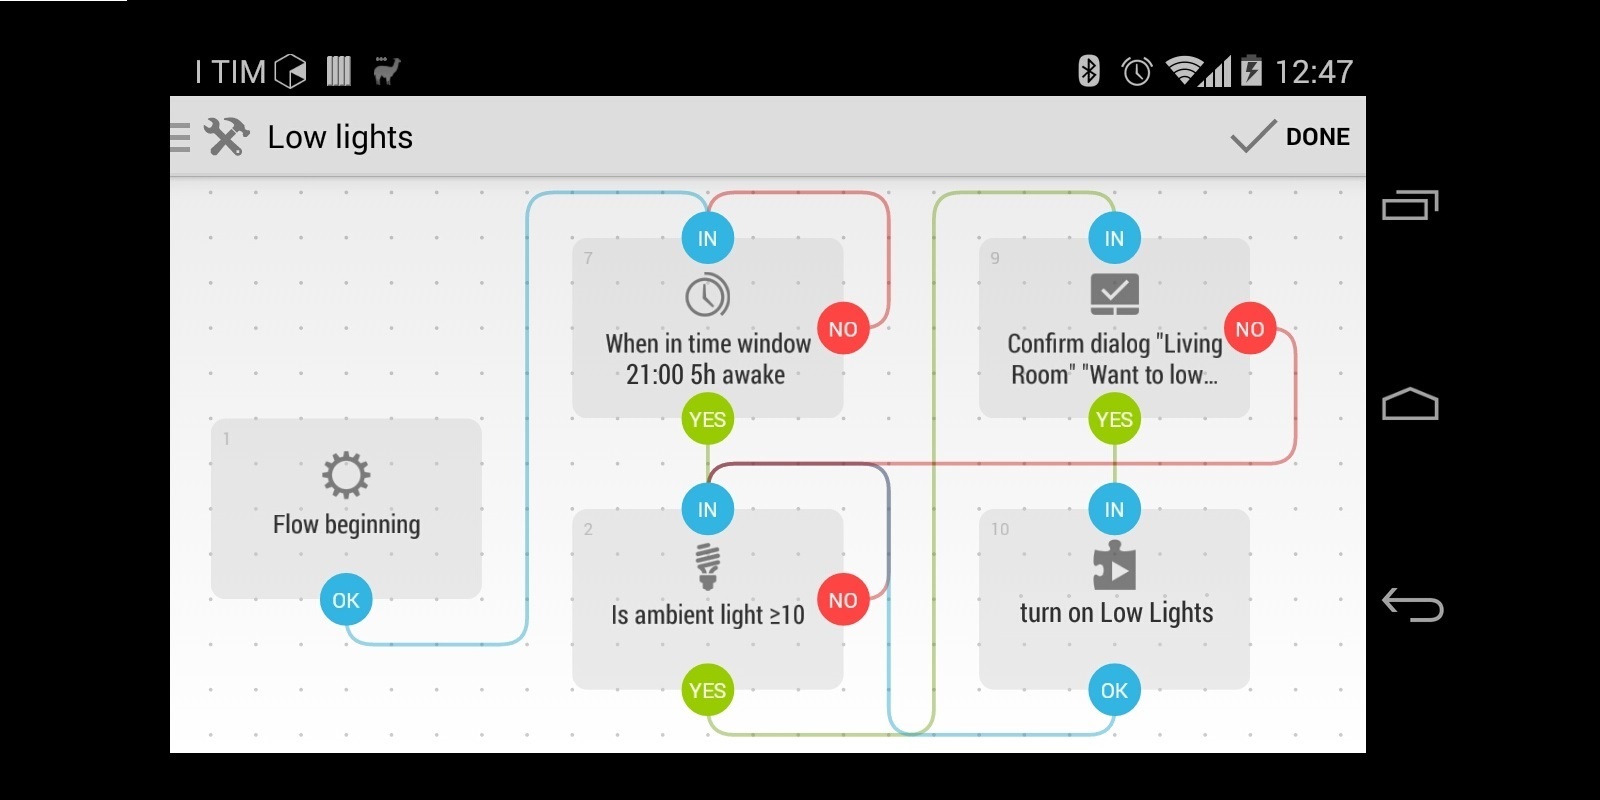 I TIM 12:47
Low lights DONE
IN
7
When in time window
21:00 5h awake
NO
YES
IN
9
Confirm dialog "Living
Room" "Want to low...
NO
YES
1
Flow beginning
OK
IN
2
Is ambient light ≥10
NO
YES
IN
10
turn on Low Lights
OK